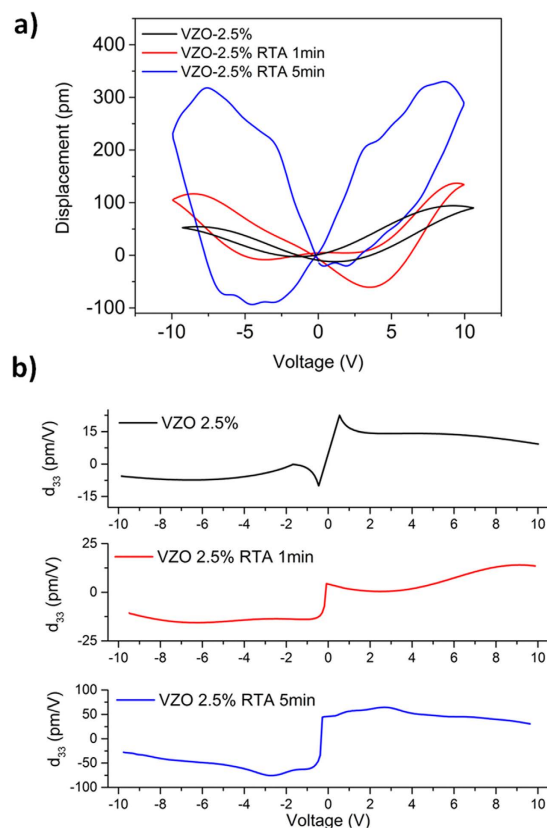 a)
VZO-2.5%
VZO-2.5% RTA 1min
VZO-2.5% RTA 5min
Displacement (pm)
400
300
200
100
0
-100
-10 -5 0 5 10
Voltage (V)
b)
VZO 2.5%
d33 (pm/V)
15
0
-15
-10 -8 -6 -4 -2 0 2 4 6 8 10
VZO 2.5% RTA 1min
d33 (pm/V)
25
0
-25
-10 -8 -6 -4 -2 0 2 4 6 8 10
VZO 2.5% RTA 5min
d33 (pm/V)
100
50
0
-50
-100
-10 -8 -6 -4 -2 0 2 4 6 8 10
Voltage (V)